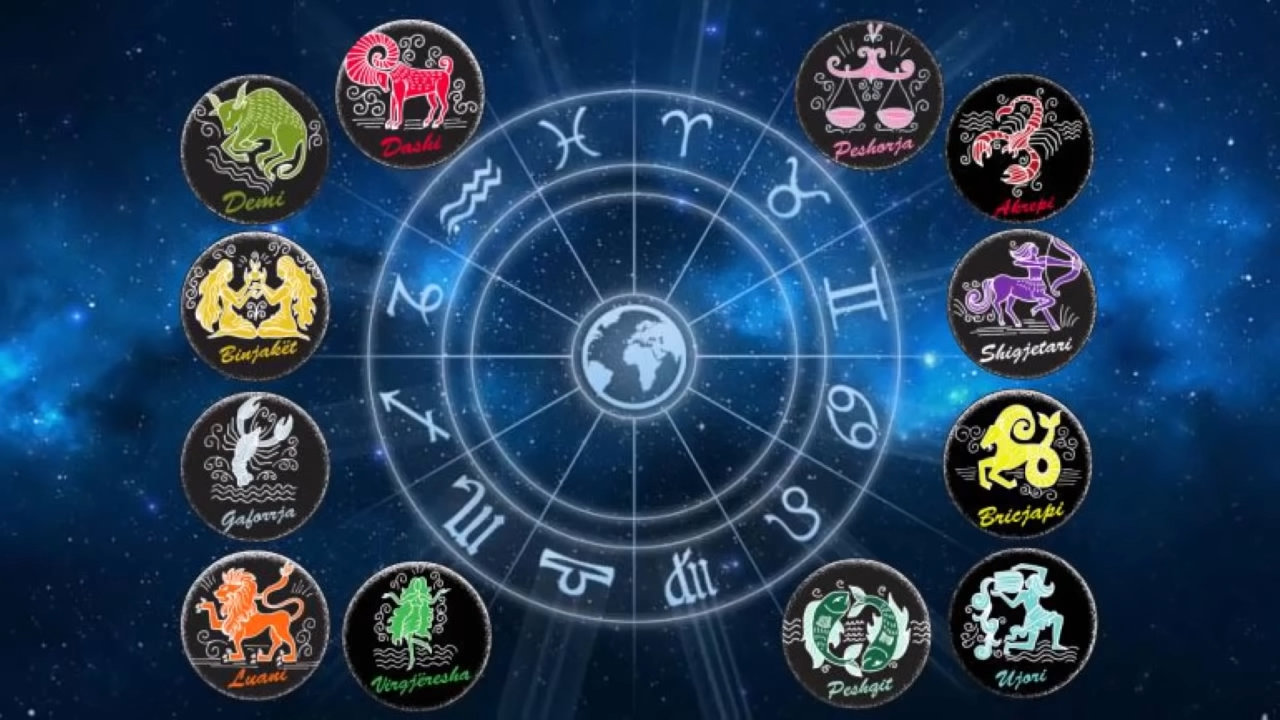 Dashi
Peshorja
Demi
Akrepi
Binjakët
Shigjetari
Gaforrja
Bricjapi
Luani
Virgjëresha
Peshqit
Ujori